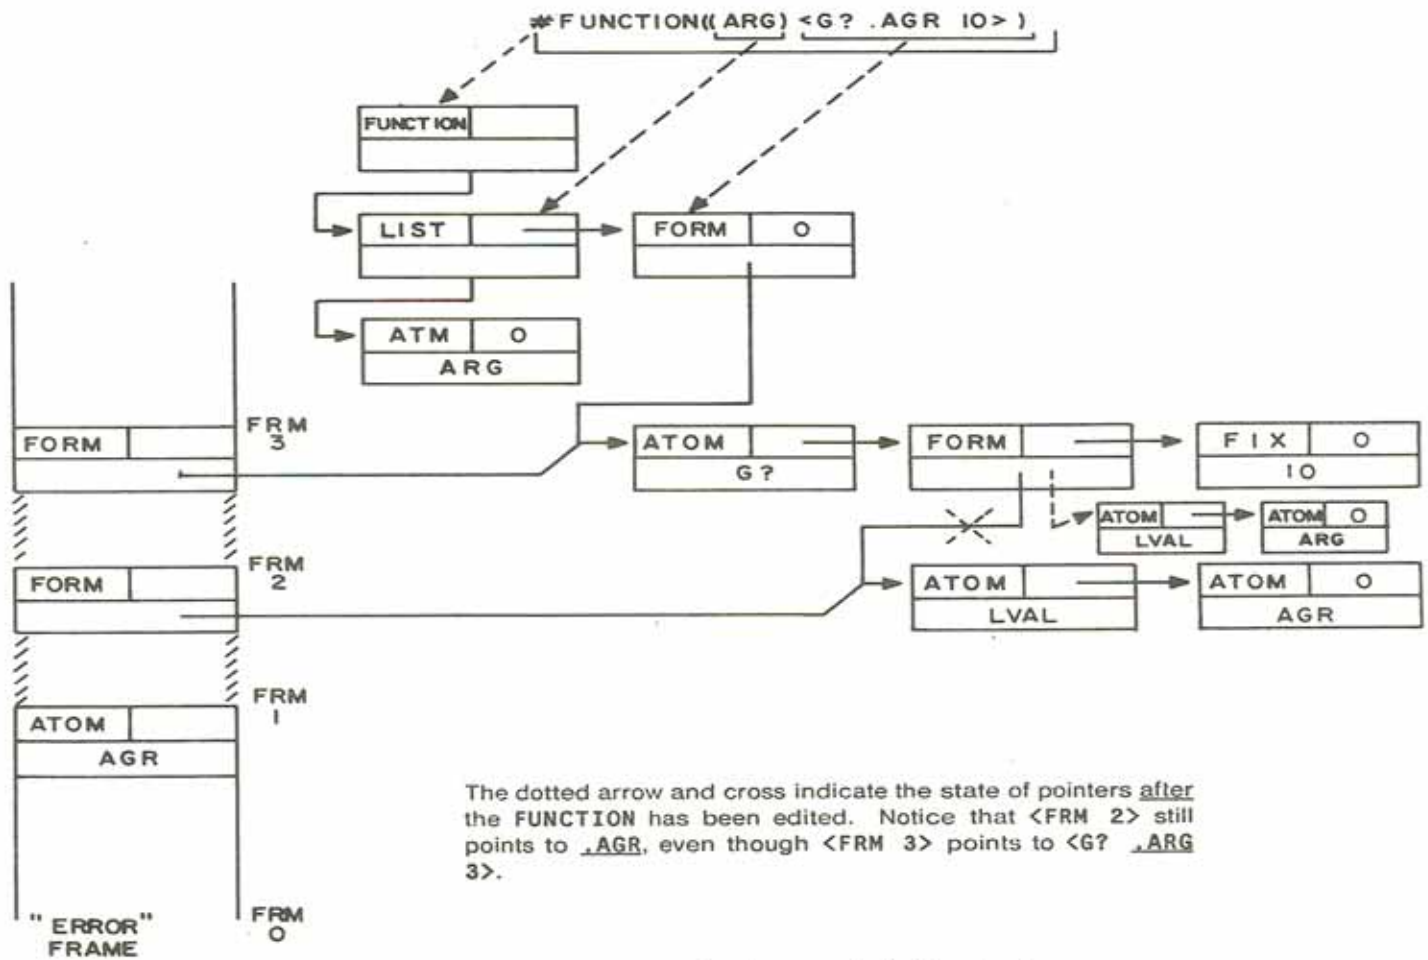 #FUNCTION((ARG) <G? .AGR 10>)
FUNCTION
LIST
FORM 0
ATM 0
ARG
FORM
FRM
3
ATOM
G?
FORM
FIX 0
10
ATOM
LVAL
ATOM 0
ARG
FORM
FRM
2
ATOM
LVAL
ATOM 0
AGR
FRM
1
ATOM
AGR
The dotted arrow and cross indicate the state of pointers after
the FUNCTION has been edited. Notice that <FRM 2> still
points to .AGR, even though <FRM 3> points to <G? .ARG
3>.
"ERROR"
FRAME
FRM
0